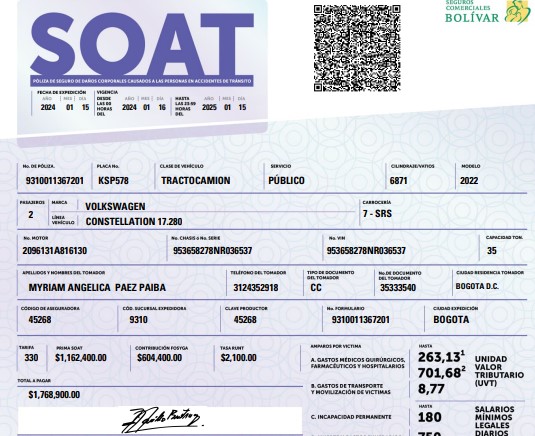 SOAT
SEGUROS
COMERCIALES
BOLÍVAR
PÓLIZA DE SEGURO DE DAÑOS CORPORALES CAUSADOS A LAS PERSONAS EN ACCIDENTES DE TRÁNSITO
FECHA DE EXPEDICIÓN
AÑO MES DÍA
2024 01 15
VIGENCIA
DESDE LAS 00 HORAS DEL
AÑO MES DÍA
2024 01 16
HASTA LAS 23:59 HORAS DEL
AÑO MES DÍA
2025 01 15
No. DE PÓLIZA. PLACA No. CLASE DE VEHÍCULO SERVICIO CILINDRAJE/VATIOS MODELO
9310011367201 KSP578 TRACTOCAMION PÚBLICO 6871 2022
PASAJEROS MARCA CARROCERÍA
2 VOLKSWAGEN 7 - SRS
LÍNEA VEHÍCULO CONSTELLATION 17.280
No. MOTOR No. CHASIS ó No. SERIE No. VIN CAPACIDAD TON.
2096131A816130 953658278NR036537 953658278NR036537 35
APELLIDOS Y NOMBRES DEL TOMADOR TELÉFONO DEL TOMADOR TIPO DE DOCUMENTO DEL TOMADOR No. DE DOCUMENTO DEL TOMADOR CIUDAD RESIDENCIA TOMADOR
MYRIAM ANGELICA PAEZ PAIBA 3124352918 CC 35333540 BOGOTA D.C.
CÓDIGO DE ASEGURADORA CÓD. SUCURSAL EXPEDIDORA CLAVE PRODUCTOR No. FORMULARIO CIUDAD EXPEDICIÓN
45268 9310 45268 9310011367201 BOGOTA
TARIFA PRIMA SOAT CONTRIBUCIÓN FOSYGA TASA RUNT
330 $1,162,400.00 $604,400.00 $2,100.00
TOTAL A PAGAR
$1,768,900.00
AMPAROS POR VICTIMA
A. GASTOS MÉDICOS QUIRÚRGICOS, FARMACÉUTICOS Y HOSPITALARIOS
B. GASTOS DE TRANSPORTE Y MOVILIZACIÓN DE VICTIMAS
C. INCAPACIDAD PERMANENTE
HASTA
263,13¹
701,68²
8,77
UNIDAD
VALOR
TRIBUTARIO
(UVT)
HASTA
180
750
SALARIOS
MÍNIMOS
LEGALES
DIARIOS